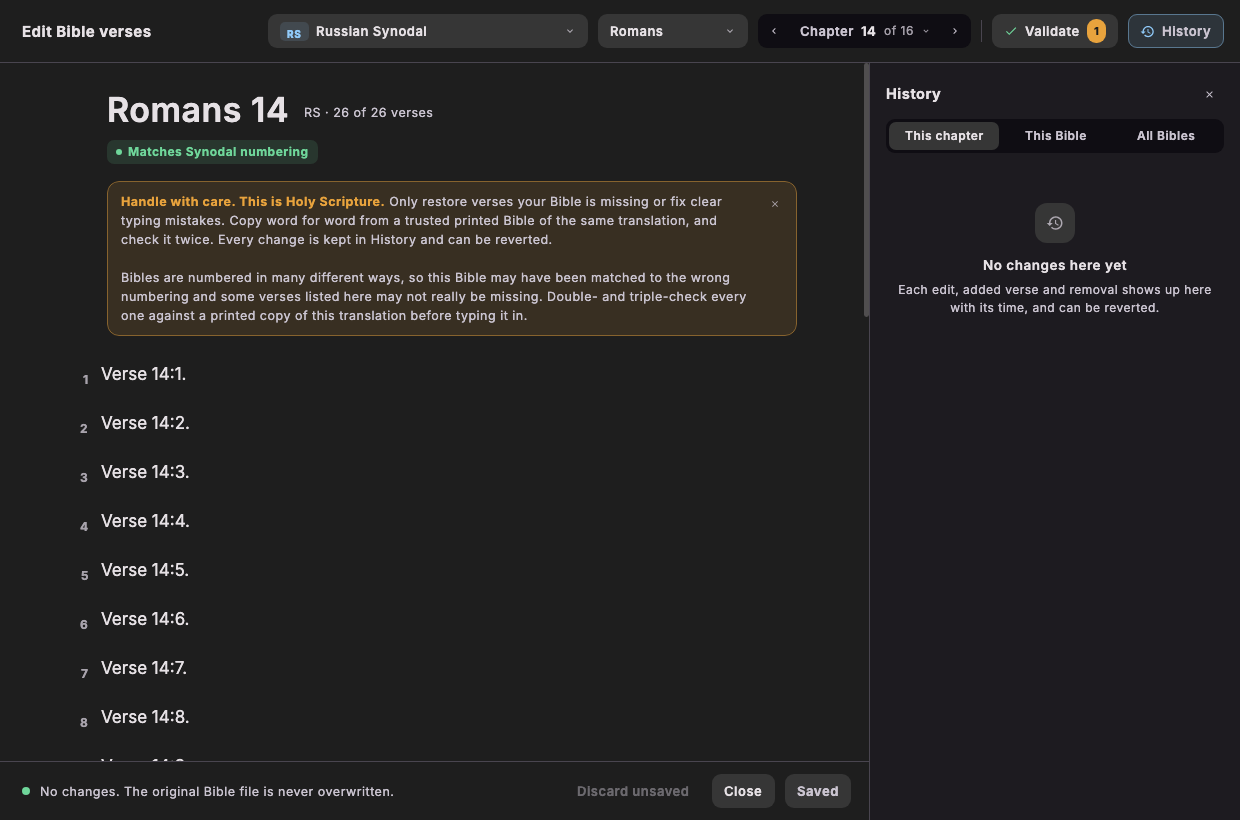 Edit Bible verses
RS Russian Synodal
Romans
Chapter 14 of 16
Validate 1
History
Romans 14 RS · 26 of 26 verses
Matches Synodal numbering
Handle with care. This is Holy Scripture. Only restore verses your Bible is missing or fix clear
typing mistakes. Copy word for word from a trusted printed Bible of the same translation, and
check it twice. Every change is kept in History and can be reverted.
Bibles are numbered in many different ways, so this Bible may have been matched to the wrong
numbering and some verses listed here may not really be missing. Double- and triple-check every
one against a printed copy of this translation before typing it in.
1 Verse 14:1.
2 Verse 14:2.
3 Verse 14:3.
4 Verse 14:4.
5 Verse 14:5.
6 Verse 14:6.
7 Verse 14:7.
8 Verse 14:8.
No changes. The original Bible file is never overwritten.
Discard unsaved
Close
Saved
History
This chapter
This Bible
All Bibles
No changes here yet
Each edit, added verse and removal shows up here
with its time, and can be reverted.